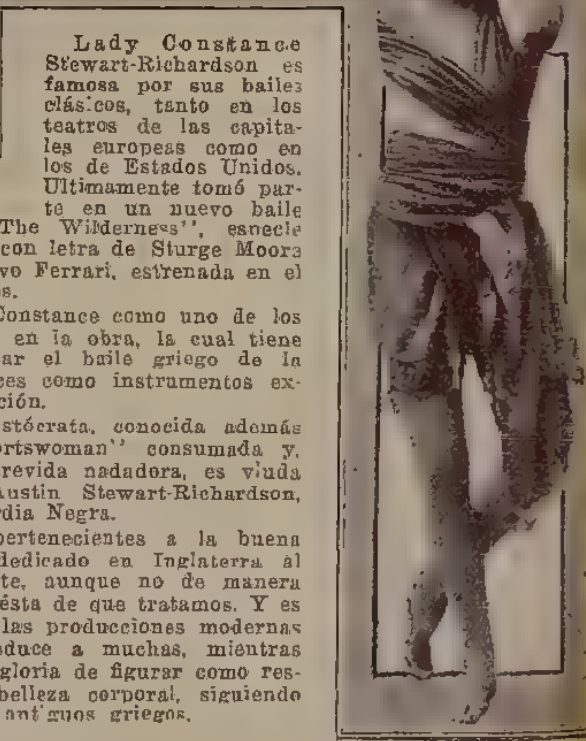 Lady Constance
Stewart-Richardson es
famosa por sus bailes
clásicos, tanto en los
teatros de las capita-
les europeas como en
los de Estados Unidos.
Ultimamente tomó par-
te en un nuevo baile
The Wilderness", especie
con letra de Sturge Moora
vo Ferrari, estrenada en el
s.
Constance como uno de los
en la obra, la cual tiene
ar el baile griego de la
ces como instrumentos ex-
ción.
stócrata, conocida además
ortswoman" consumada y,
revida nadadora, es viuda
Austin Stewart-Richardson,
rdia Negra.
pertenecientes a la buena
dedicado en Inglaterra al
te, aunque no de manera
ésta de que tratamos. Y es
las producciones modernas
duce a muchas, mientras
gloria de figurar como res-
belleza corporal, siguiendo
antiguos griegos.